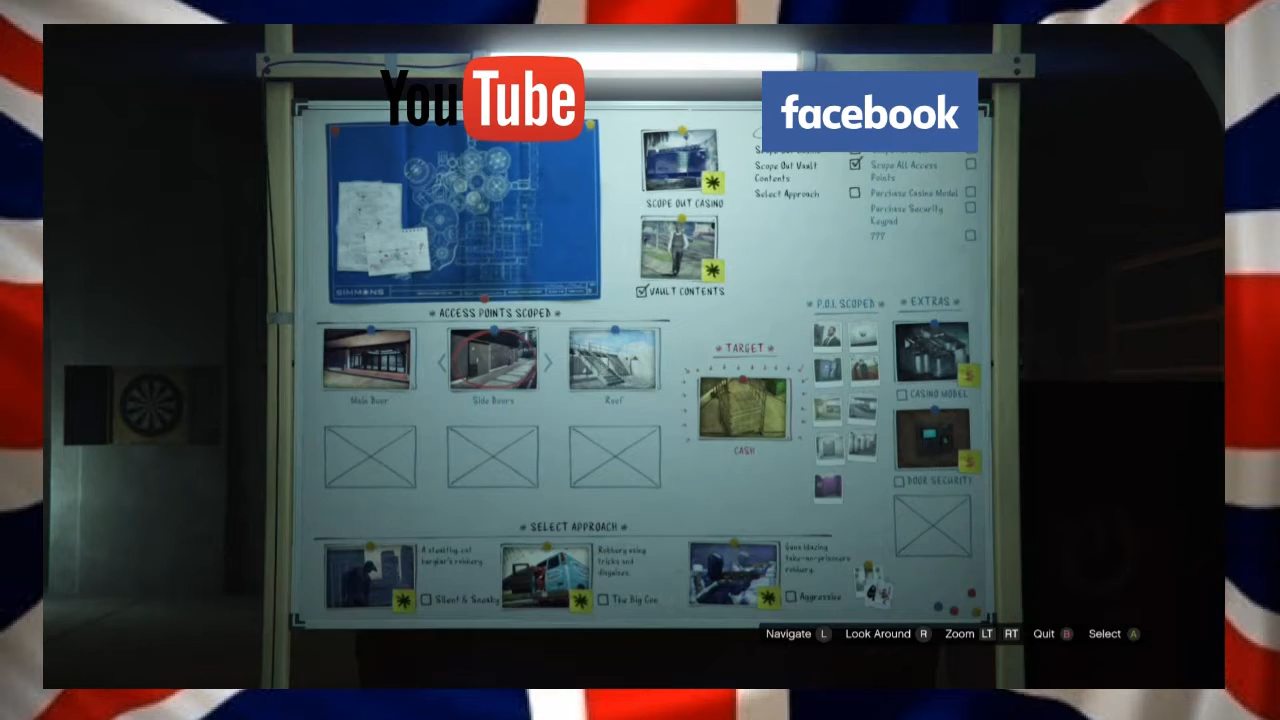 YouTube
facebook
Scope Out Vault
Contents
Select Approach
Scope All Access
Points
Purchase Casino Model
Purchase Security
Keypad
???
SCOPE OUT CASINO
VAULT CONTENTS
SIMMONS
ACCESS POINTS SCOPED
Main Door
Side Doors
Roof
TARGET
CASH
P.O.I. SCOPED
EXTRAS
CASINO MODEL
DOOR SECURITY
SELECT APPROACH
A stealthy cat
burglar's robbery.
Silent & Sneaky
Robbery using
tricks and
disguises.
The Big Con
Guns blazing
take-no-prisoners
robbery.
Aggressive
Navigate L Look Around R Zoom LT RT Quit B Select A